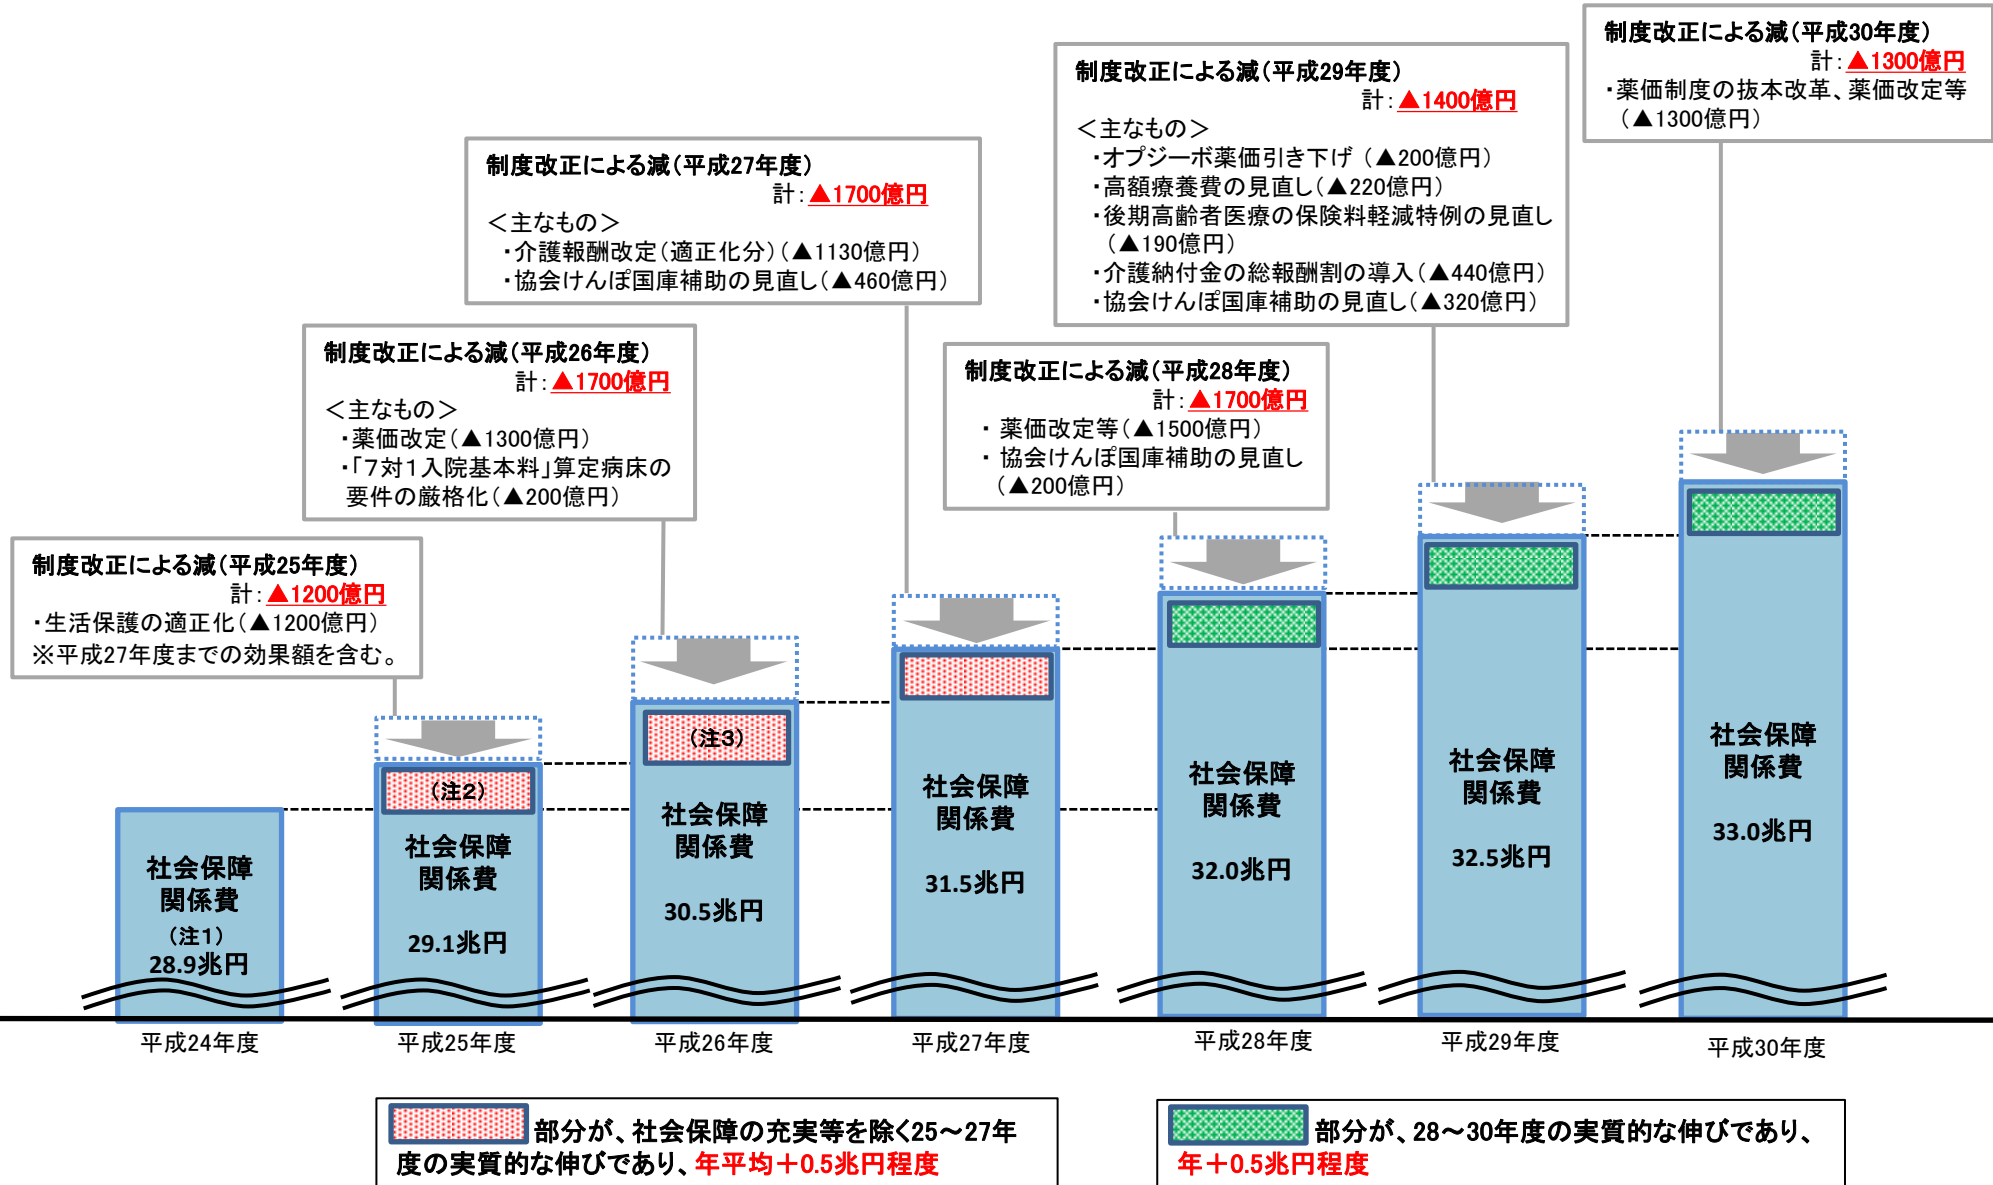 制度改正による減(平成30年度)
計:▲1300億円
・薬価制度の抜本改革、薬価改定等
(▲1300億円)
制度改正による減(平成29年度)
計:▲1400億円
＜主なもの＞
・オプジーボ薬価引き下げ (▲200億円)
・高額療養費の見直し(▲220億円)
・後期高齢者医療の保険料軽減特例の見直し
(▲190億円)
・介護納付金の総報酬割の導入(▲440億円)
・協会けんぽ国庫補助の見直し(▲320億円)
制度改正による減(平成27年度)
計:▲1700億円
＜主なもの＞
・介護報酬改定(適正化分)(▲1130億円)
・協会けんぽ国庫補助の見直し(▲460億円)
制度改正による減(平成26年度)
計:▲1700億円
＜主なもの＞
・薬価改定(▲1300億円)
・「7対1入院基本料」算定病床の
要件の厳格化(▲200億円)
制度改正による減(平成28年度)
計:▲1700億円
・ 薬価改定等(▲1500億円)
・ 協会けんぽ国庫補助の見直し
(▲200億円)
制度改正による減(平成25年度)
計:▲1200億円
・生活保護の適正化(▲1200億円)
※平成27年度までの効果額を含む。
社会保障
関係費
(注1)
28.9兆円
(注2)
社会保障
関係費
29.1兆円
(注3)
社会保障
関係費
30.5兆円
社会保障
関係費
31.5兆円
社会保障
関係費
32.0兆円
社会保障
関係費
32.5兆円
社会保障
関係費
33.0兆円
平成24年度
平成25年度
平成26年度
平成27年度
平成28年度
平成29年度
平成30年度
部分が、社会保障の充実等を除く25～27年
度の実質的な伸びであり、年平均＋0.5兆円程度
部分が、28～30年度の実質的な伸びであり、
年＋0.5兆円程度